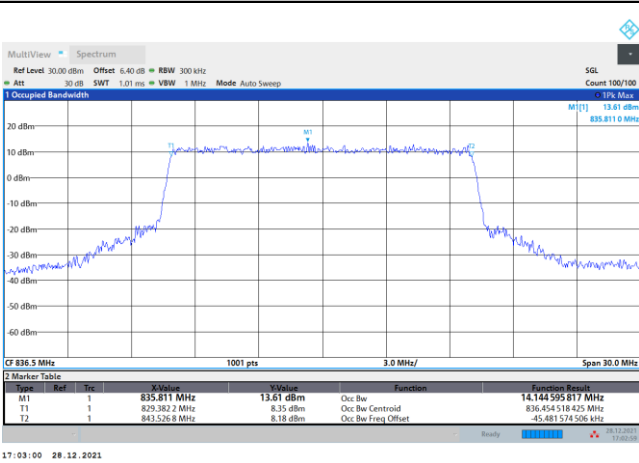 MultiView Spectrum
Ref Level 30.00 dBm Offset 6.40 dB RBW 300 kHz SGL
Att 30 dB SWT 1.01 ms VBW 1 MHz Mode Auto Sweep Count 100/100
1 Occupied Bandwidth 1Pk Max
M1[1] 13.61 dBm
835.811 0 MHz
M1
20 dBm
T1 T2
10 dBm
0 dBm
-10 dBm
-20 dBm
-30 dBm
-40 dBm
-50 dBm
-60 dBm
CF 836.5 MHz 1001 pts 3.0 MHz/ Span 30.0 MHz
2 Marker Table
Type Ref Trc X-Value Y-Value Function Function Result
M1 1 835.811 MHz 13.61 dBm Occ Bw 14.144 595 817 MHz
T1 1 829.382 2 MHz 8.35 dBm Occ Bw Centroid 836.454 518 425 MHz
T2 1 843.526 8 MHz 8.18 dBm Occ Bw Freq Offset -45.481 574 506 kHz
Ready 28.12.2021
17:02:59
17:03:00 28.12.2021